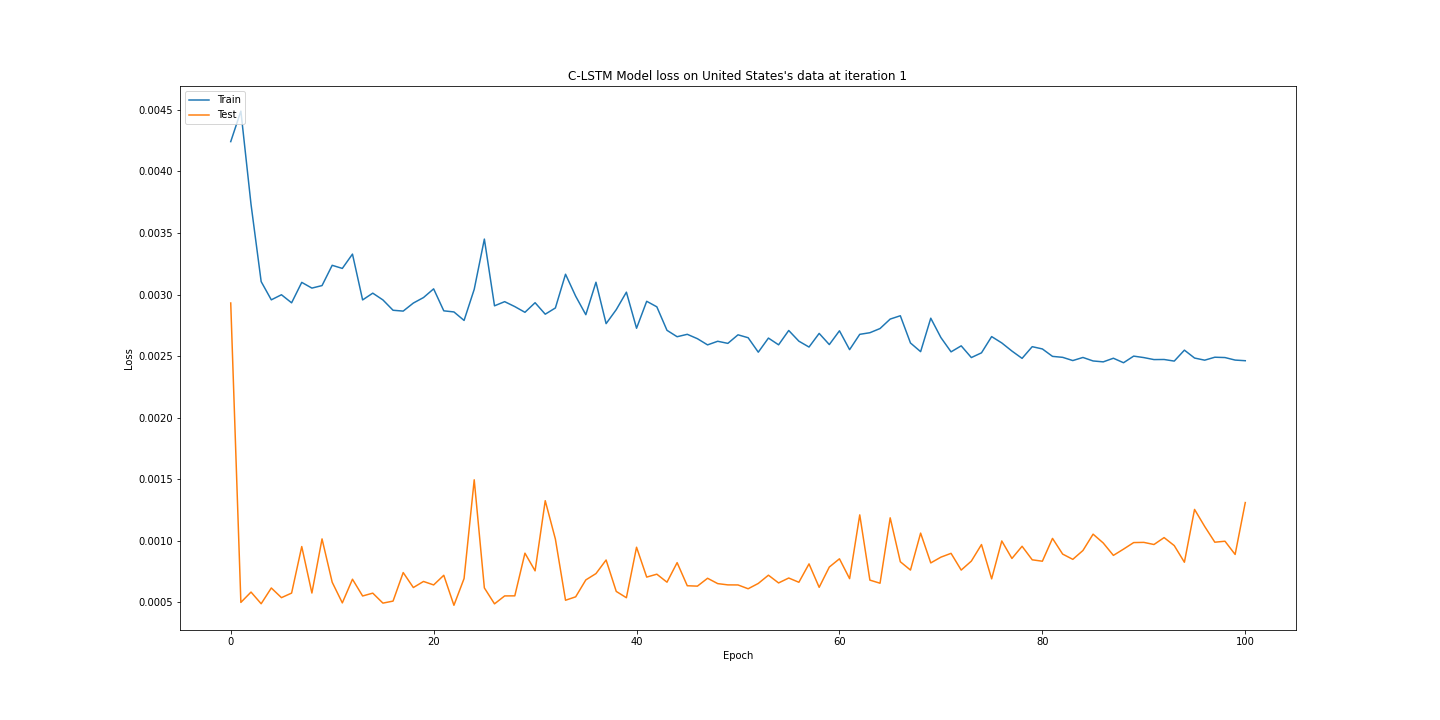 C-LSTM Model loss on United States's data at iteration 1
Train
Test
0.0045
0.0040
0.0035
0.0030
0.0025
0.0020
0.0015
0.0010
0.0005
Loss
0 20 40 60 80 100
Epoch